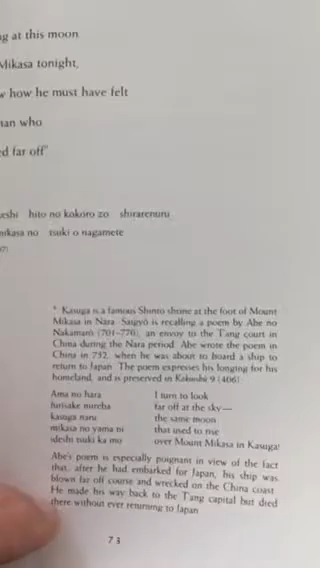 g at this moon
Mikasa tonight,
w how he must have felt
man who
ed far off"
eshi hito no kokoro zo shirarenuru
mikasa no tsuki o nagamete
07)
* Kasuga is a famous Shinto shrine at the foot of Mount
Mikasa in Nara. Saigyō is recalling a poem by Abe no
Nakamaro (701–770), an envoy to the T'ang court in
China during the Nara period. Abe wrote the poem in
China in 752, when he was about to board a ship to
return to Japan. The poem expresses his longing for his
homeland, and is preserved in Kokinshū 9 (406).
Ama no hara I turn to look
furisake mireba far off at the sky—
kasuga naru the same moon
mikasa no yama ni that used to rise
ideshi tsuki ka mo over Mount Mikasa in Kasuga!
Abe's poem is especially poignant in view of the fact
that, after he had embarked for Japan, his ship was
blown far off course and wrecked on the China coast.
He made his way back to the T'ang capital but died
there without ever returning to Japan.
73